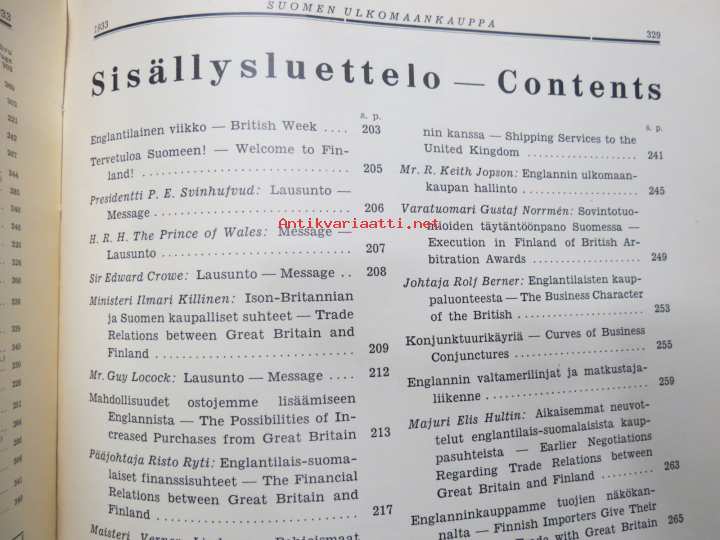 1933
SUOMEN ULKOMAANKAUPPA
329
Sisällysluettelo — Contents
s. p.
Englantilainen viikko — British Week .... 203
Tervetuloa Suomeen! — Welcome to Fin-
land! ................................ 205
Presidentti P. E. Svinhufvud: Lausunto —
Message ................................ 206
H. R. H. The Prince of Wales: Message —
Lausunto ................................ 207
Sir Edward Crowe: Lausunto — Message .. 208
Ministeri Ilmari Killinen: Ison-Britannian
ja Suomen kaupalliset suhteet — Trade
Relations between Great Britain and
Finland ................................ 209
Mr. Guy Locock: Lausunto — Message .... 212
Mahdollisuudet ostojemme lisäämiseen
Englannista — The Possibilities of In-
creased Purchases from Great Britain 213
Pääjohtaja Risto Ryti: Englantilais-suoma-
laiset finanssisuhteet — The Financial
Relations between Great Britain and
Finland ................................ 217
Maisteri
s. p.
nin kanssa — Shipping Services to the
United Kingdom .................... 241
Mr. R. Keith Jopson: Englannin ulkomaan-
kaupan hallinto .................... 245
Varatuomari Gustaf Norrmén: Sovintotuo-
mioiden täytäntöönpano Suomessa —
Execution in Finland of British Ar-
bitration Awards .................... 249
Johtaja Rolf Berner: Englantilaisten kaup-
paluonteesta — The Business Character
of the British .................... 253
Konjunktuurikäyriä — Curves of Business
Conjunctures .................... 255
Englannin valtamerilinjat ja matkustaja-
liikenne .................... 259
Majuri Elis Hultin: Aikaisemmat neuvot-
telut englantilais-suomalaisista kaup-
pasuhteista — Earlier Negotiations
Regarding Trade Relations between
Great Britain and Finland .......... 263
Englanninkauppamme tuojien näkökan-
nalta — Finnish Importers Give Their
Trade with Great Britain 265
Antikvariaatti.net